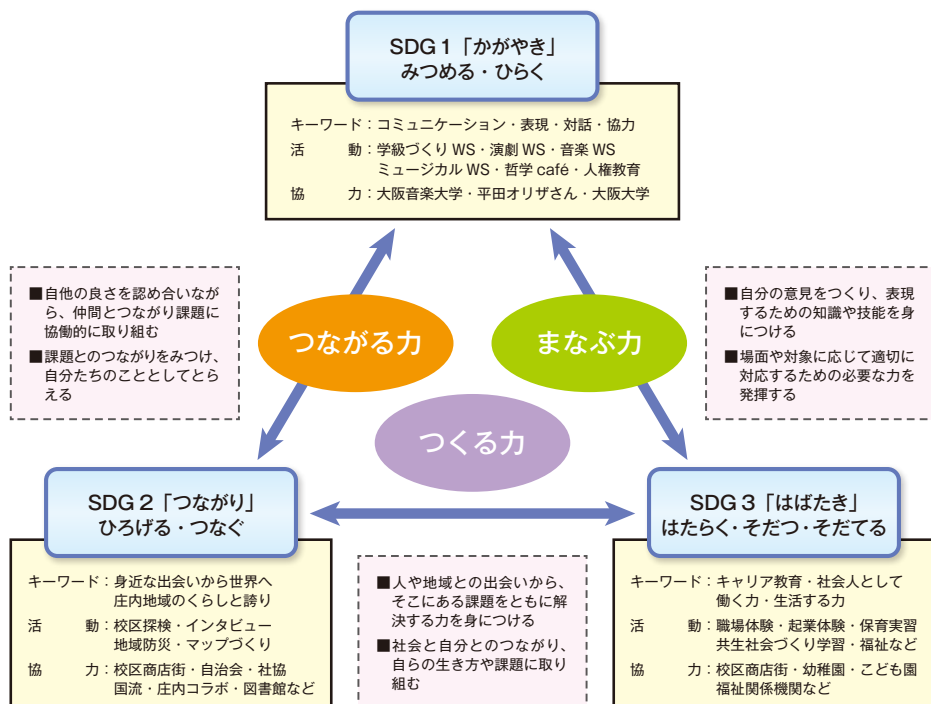 SDG 1「かがやき」
みつめる・ひらく
キーワード：コミュニケーション・表現・対話・協力
活　　動：学級づくり WS・演劇 WS・音楽 WS
ミュージカル WS・哲学 café・人権教育
協　　力：大阪音楽大学・平田オリザさん・大阪大学
■自他の良さを認め合いなが
ら、仲間とつながり課題に
協働的に取り組む
■課題とのつながりをみつけ、
自分たちのこととしてとら
える
つながる力
まなぶ力
■自分の意見をつくり、表現
するための知識や技能を身
につける
■場面や対象に応じて適切に
対応するための必要な力を
発揮する
つくる力
SDG 2「つながり」
ひろげる・つなぐ
キーワード：身近な出会いから世界へ
庄内地域のくらしと誇り
活　　動：校区探検・インタビュー
地域防災・マップづくり
協　　力：校区商店街・自治会・社協
国流・庄内コラボ・図書館など
■人や地域との出会いから、
そこにある課題をともに解
決する力を身につける
■社会と自分とのつながり、
自らの生き方や課題に取り
組む
SDG 3「はばたき」
はたらく・そだつ・そだてる
キーワード：キャリア教育・社会人として
働く力・生活する力
活　　動：職場体験・起業体験・保育実習
共生社会づくり学習・福祉など
協　　力：校区商店街・幼稚園・こども園
福祉関係機関など